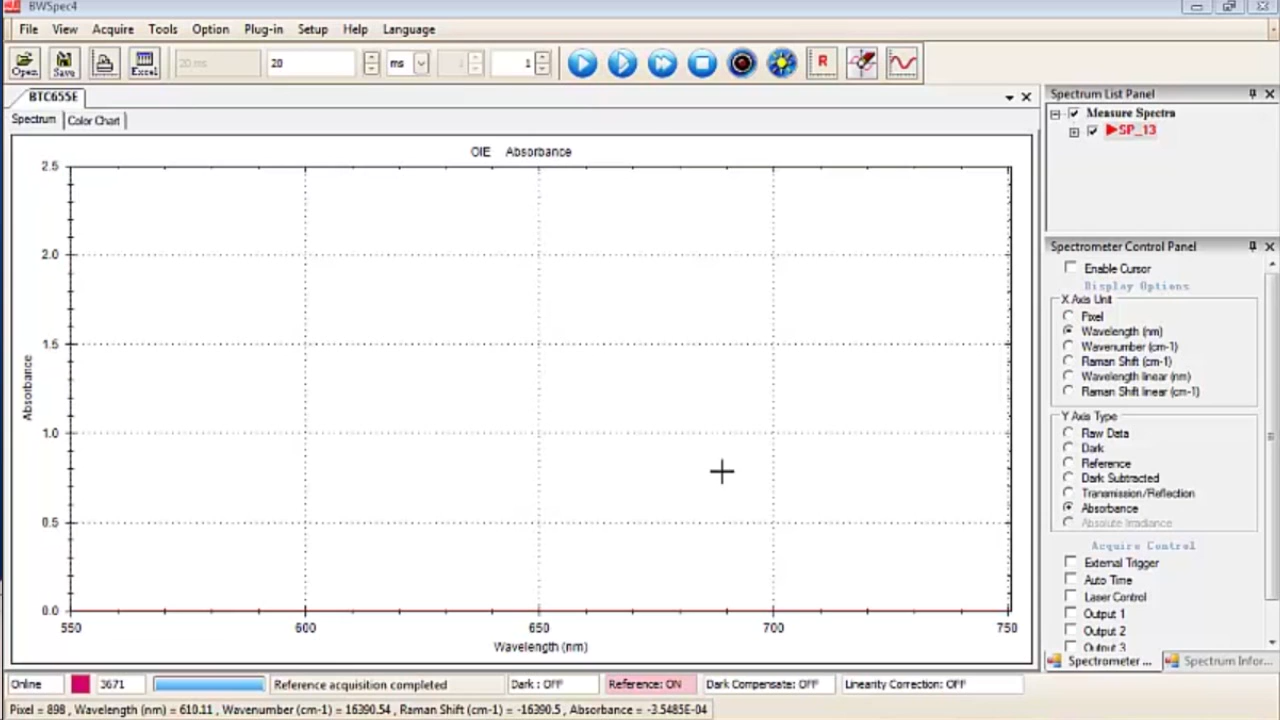 BWSpec4
File View Acquire Tools Option Plug-in Setup Help Language
Open Save Excel 20 ms 20 ms 1 1 R
BTC655E
Spectrum Color Chart
OIE Absorbance
2.5
2.0
1.5
1.0
0.5
0.0
Absorbance
550 600 650 700 750
Wavelength (nm)
Spectrum List Panel
Measure Spectra
SP_13
Spectrometer Control Panel
Enable Cursor
Display Options
X Axis Unit
Pixel
Wavelength (nm)
Wavenumber (cm-1)
Raman Shift (cm-1)
Wavelength linear (nm)
Raman Shift linear (cm-1)
Y Axis Type
Raw Data
Dark
Reference
Dark Subtracted
Transmission/Reflection
Absorbance
Absolute Irradiance
Acquire Control
External Trigger
Auto Time
Laser Control
Output 1
Output 2
Output 3
Spectrometer ... Spectrum Infor...
Online 3671 Reference acquisition completed Dark : OFF Reference: ON Dark Compensate: OFF Linearity Correction: OFF
Pixel = 898 , Wavelength (nm) = 610.11 , Wavenumber (cm-1) = 16390.54 , Raman Shift (cm-1) = -16390.5 , Absorbance = -3.5485E-04